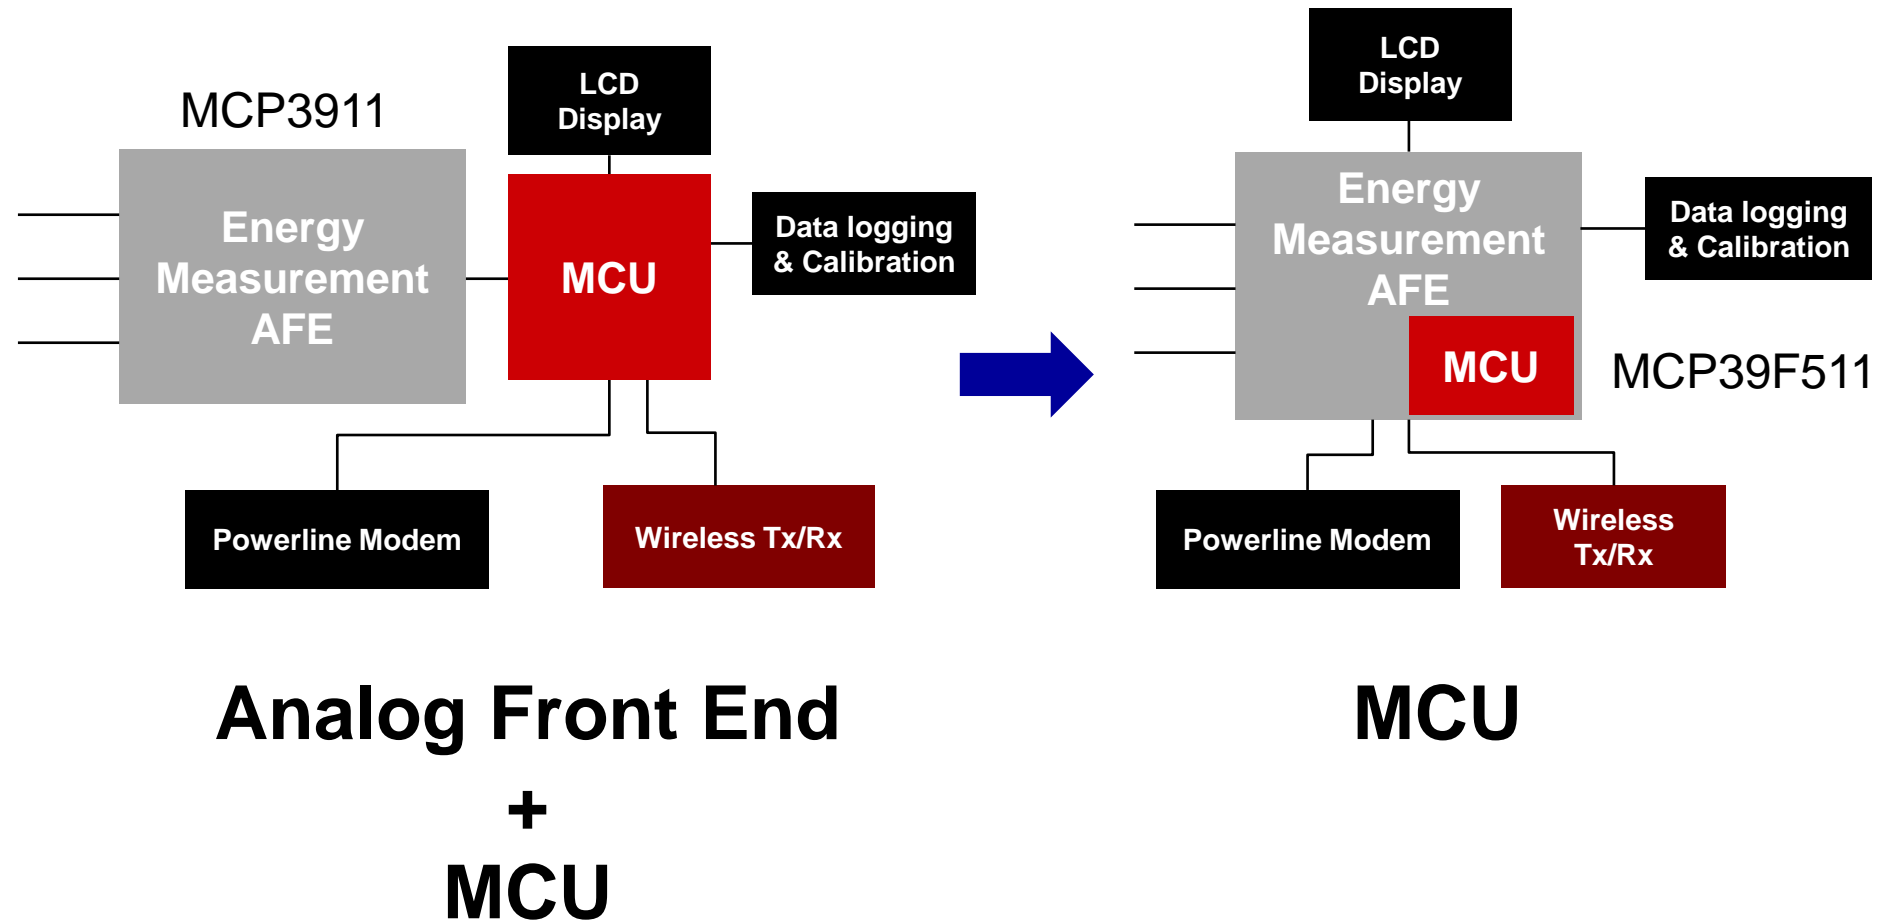 MCP3911
LCD
Display
Energy
Measurement
AFE
MCU
Data logging
& Calibration
Powerline Modem
Wireless Tx/Rx
Analog Front End
+
MCU
LCD
Display
Energy
Measurement
AFE
MCU
Data logging
& Calibration
MCP39F511
Powerline Modem
Wireless
Tx/Rx
MCU